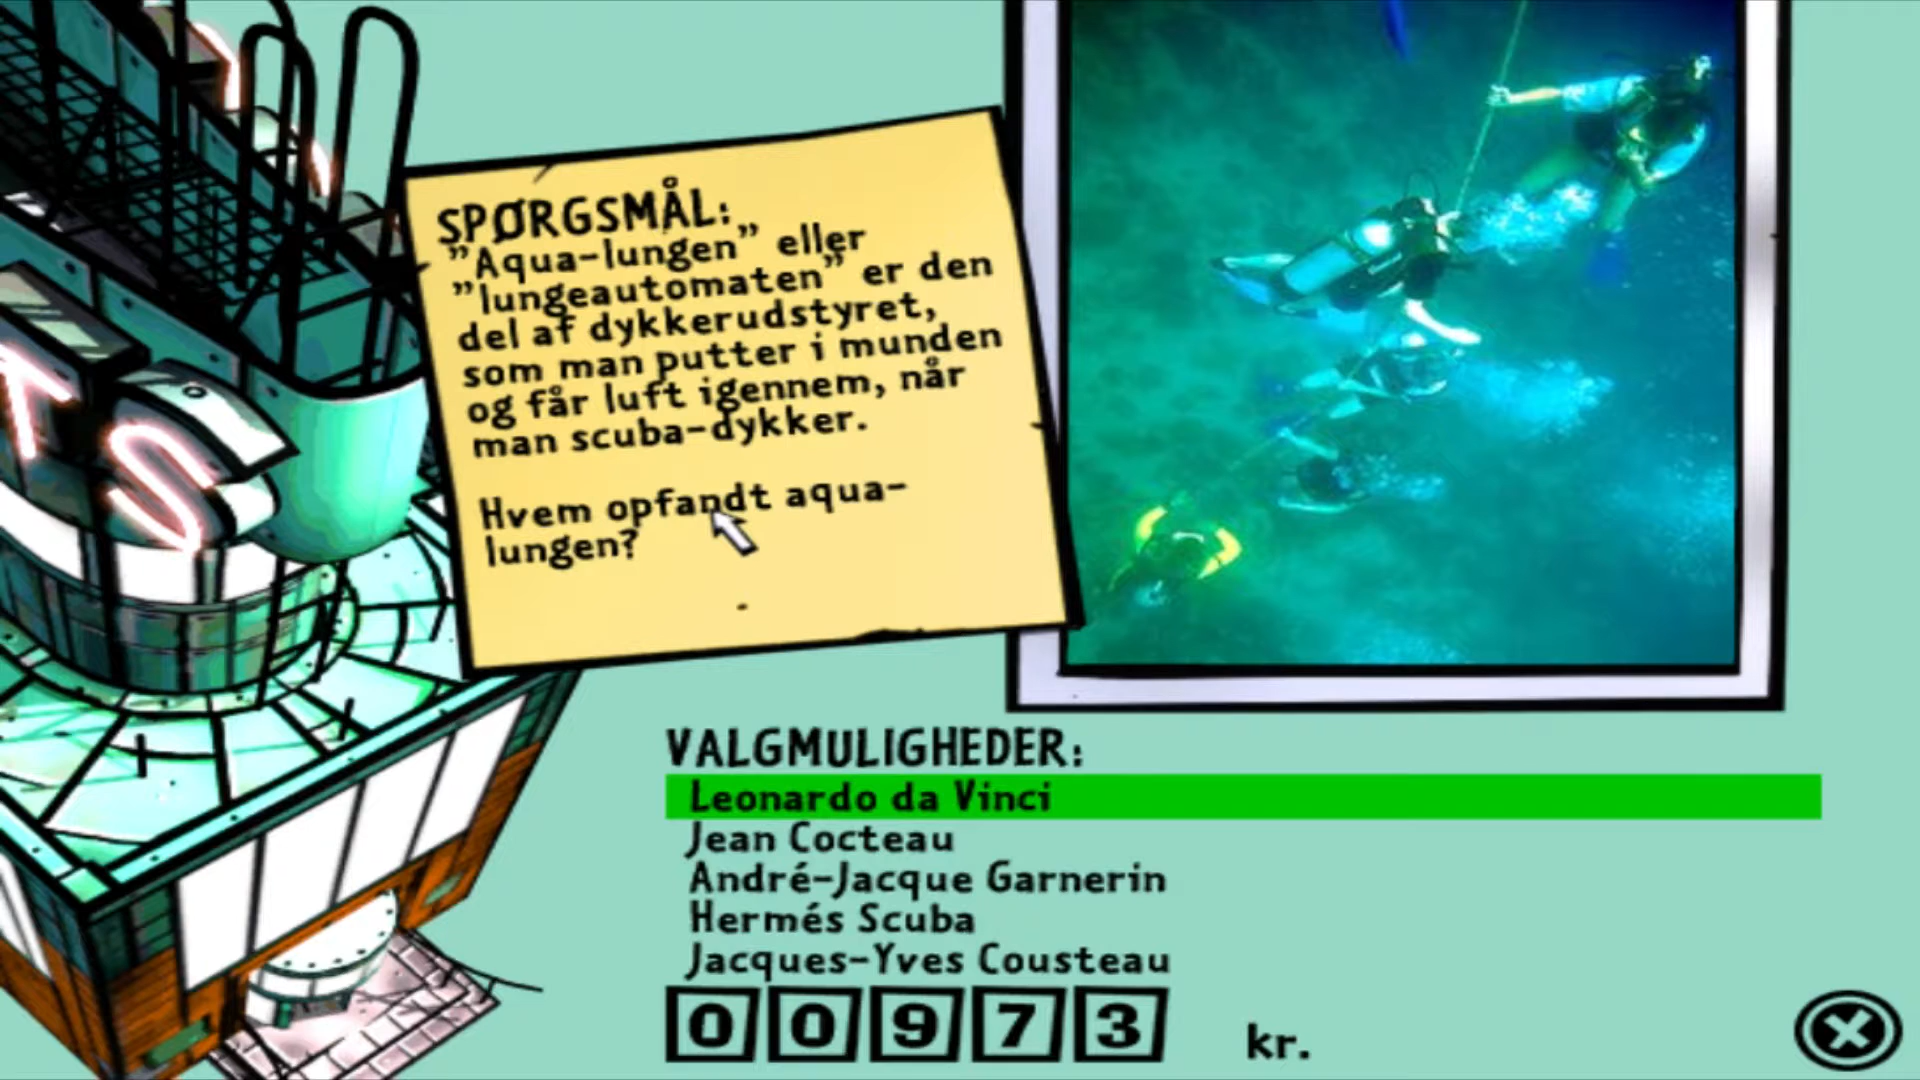 TS
SPØRGSMÅL:
”Aqua-lungen” eller
”lungeautomaten” er den
del af dykkerudstyret,
som man putter i munden
og får luft igennem, når
man scuba-dykker.
Hvem opfandt aqua-
lungen?
VALGMULIGHEDER:
Leonardo da Vinci
Jean Cocteau
André-Jacque Garnerin
Hermés Scuba
Jacques-Yves Cousteau
00973 kr.